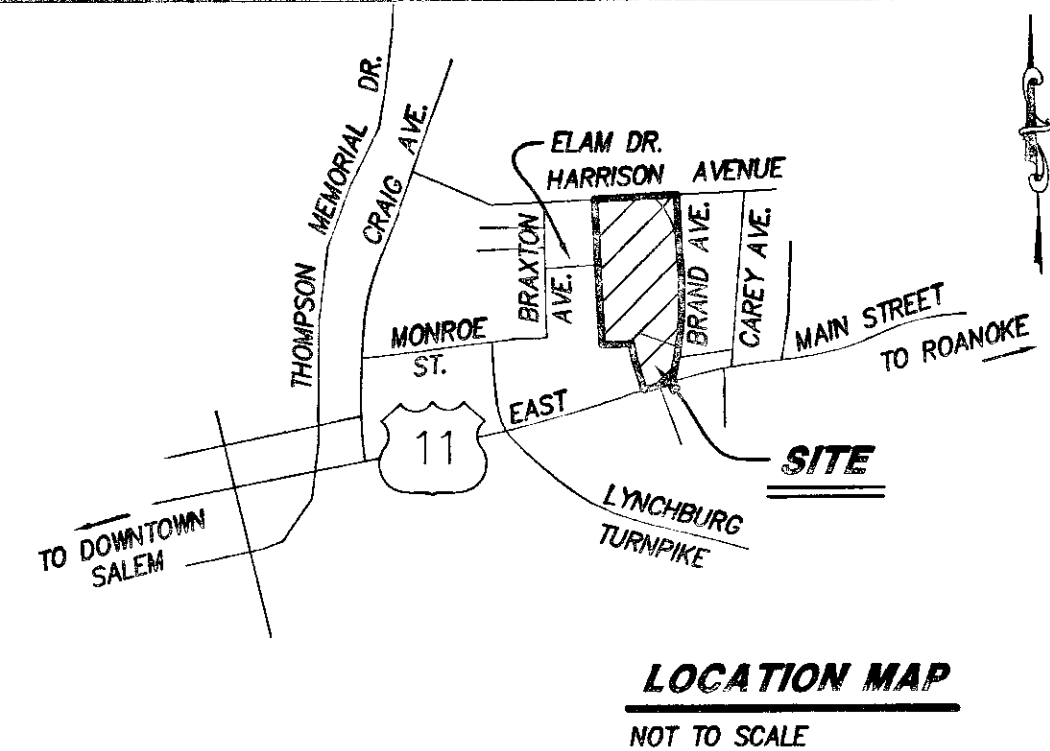 THOMPSON MEMORIAL DR.
CRAIG AVE.
ELAM DR.
HARRISON AVENUE
BRAXTON
AVE.
BRAND AVE.
CAREY AVE.
MONROE
ST.
EAST MAIN STREET
TO ROANOKE
11
SITE
LYNCHBURG
TURNPIKE
TO DOWNTOWN
SALEM
LOCATION MAP
NOT TO SCALE